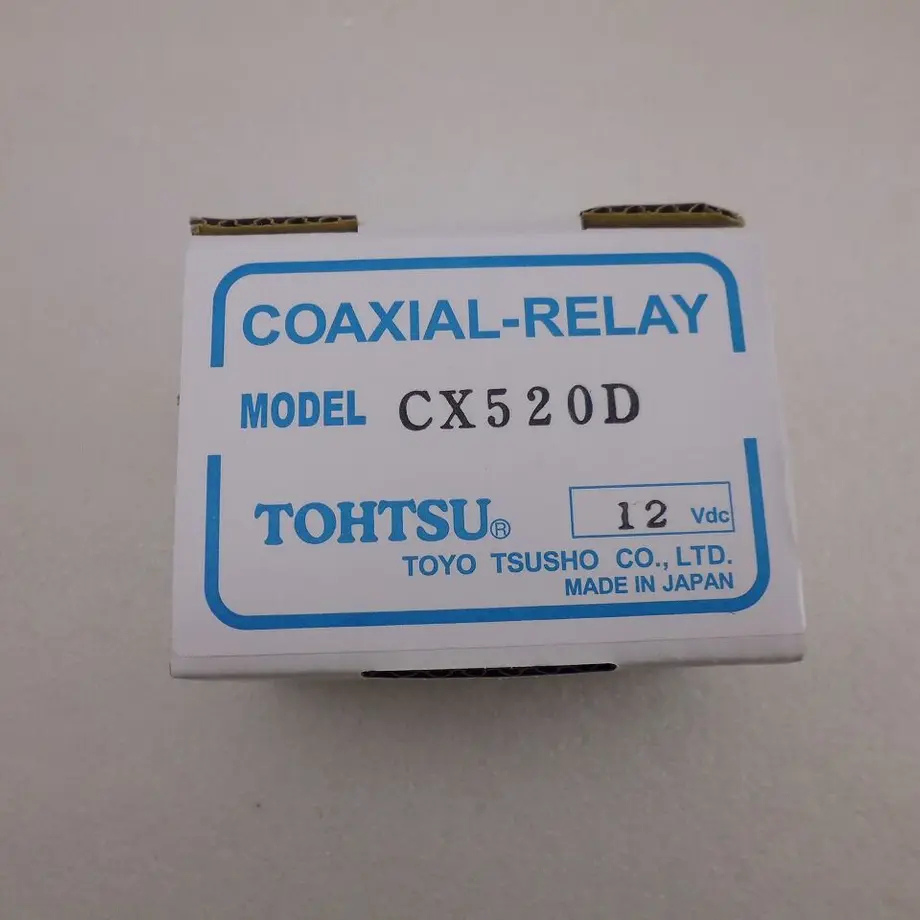 COAXIAL-RELAY
MODEL CX520D
TOHTSU® 12 Vdc
TOYO TSUSHO CO., LTD.
MADE IN JAPAN